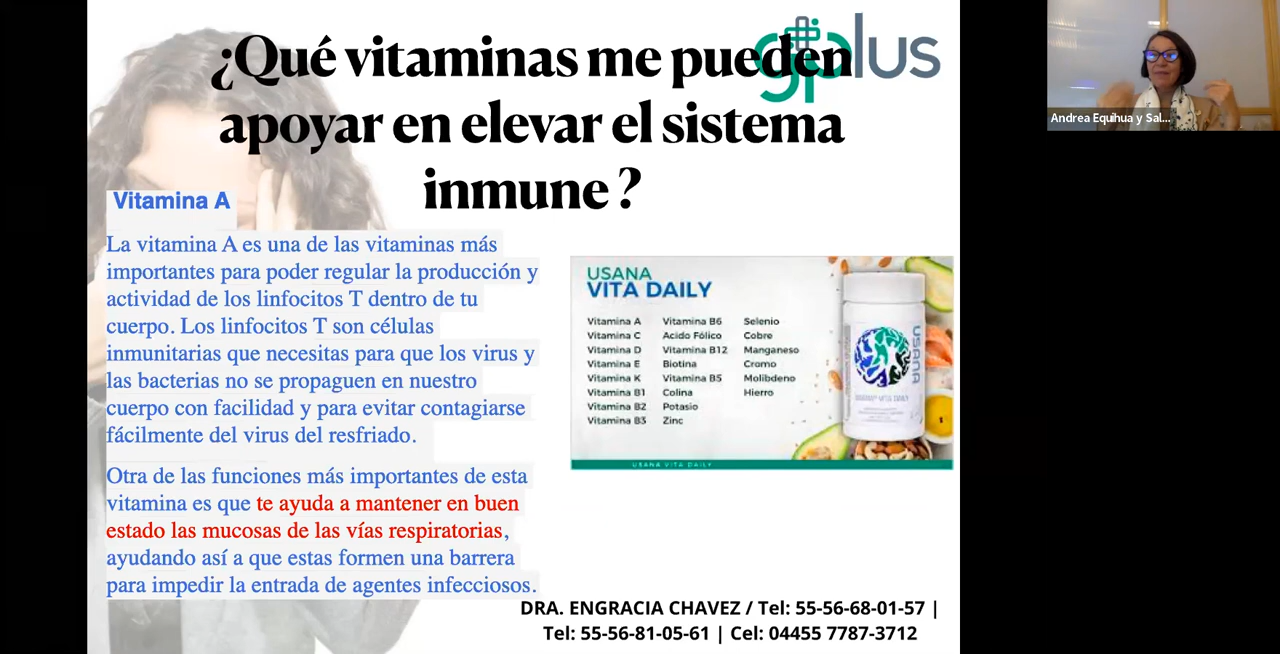 ¿Qué vitaminas me pueden
apoyar en elevar el sistema
inmune ?
gplus
Andrea Equihua y Sal...
Vitamina A
La vitamina A es una de las vitaminas más
importantes para poder regular la producción y
actividad de los linfocitos T dentro de tu
cuerpo. Los linfocitos T son células
inmunitarias que necesitas para que los virus y
las bacterias no se propaguen en nuestro
cuerpo con facilidad y para evitar contagiarse
fácilmente del virus del resfriado.
Otra de las funciones más importantes de esta
vitamina es que te ayuda a mantener en buen
estado las mucosas de las vías respiratorias,
ayudando así a que estas formen una barrera
para impedir la entrada de agentes infecciosos.
USANA
VITA DAILY
Vitamina A Vitamina B6 Selenio
Vitamina C Acido Fólico Cobre
Vitamina D Vitamina B12 Manganeso
Vitamina E Biotina Cromo
Vitamina K Vitamina B5 Molibdeno
Vitamina B1 Colina Hierro
Vitamina B2 Potasio
Vitamina B3 Zinc
USANA
USANA VITA DAILY
USANA VITA DAILY
DRA. ENGRACIA CHAVEZ / Tel: 55-56-68-01-57 |
Tel: 55-56-81-05-61 | Cel: 04455 7787-3712